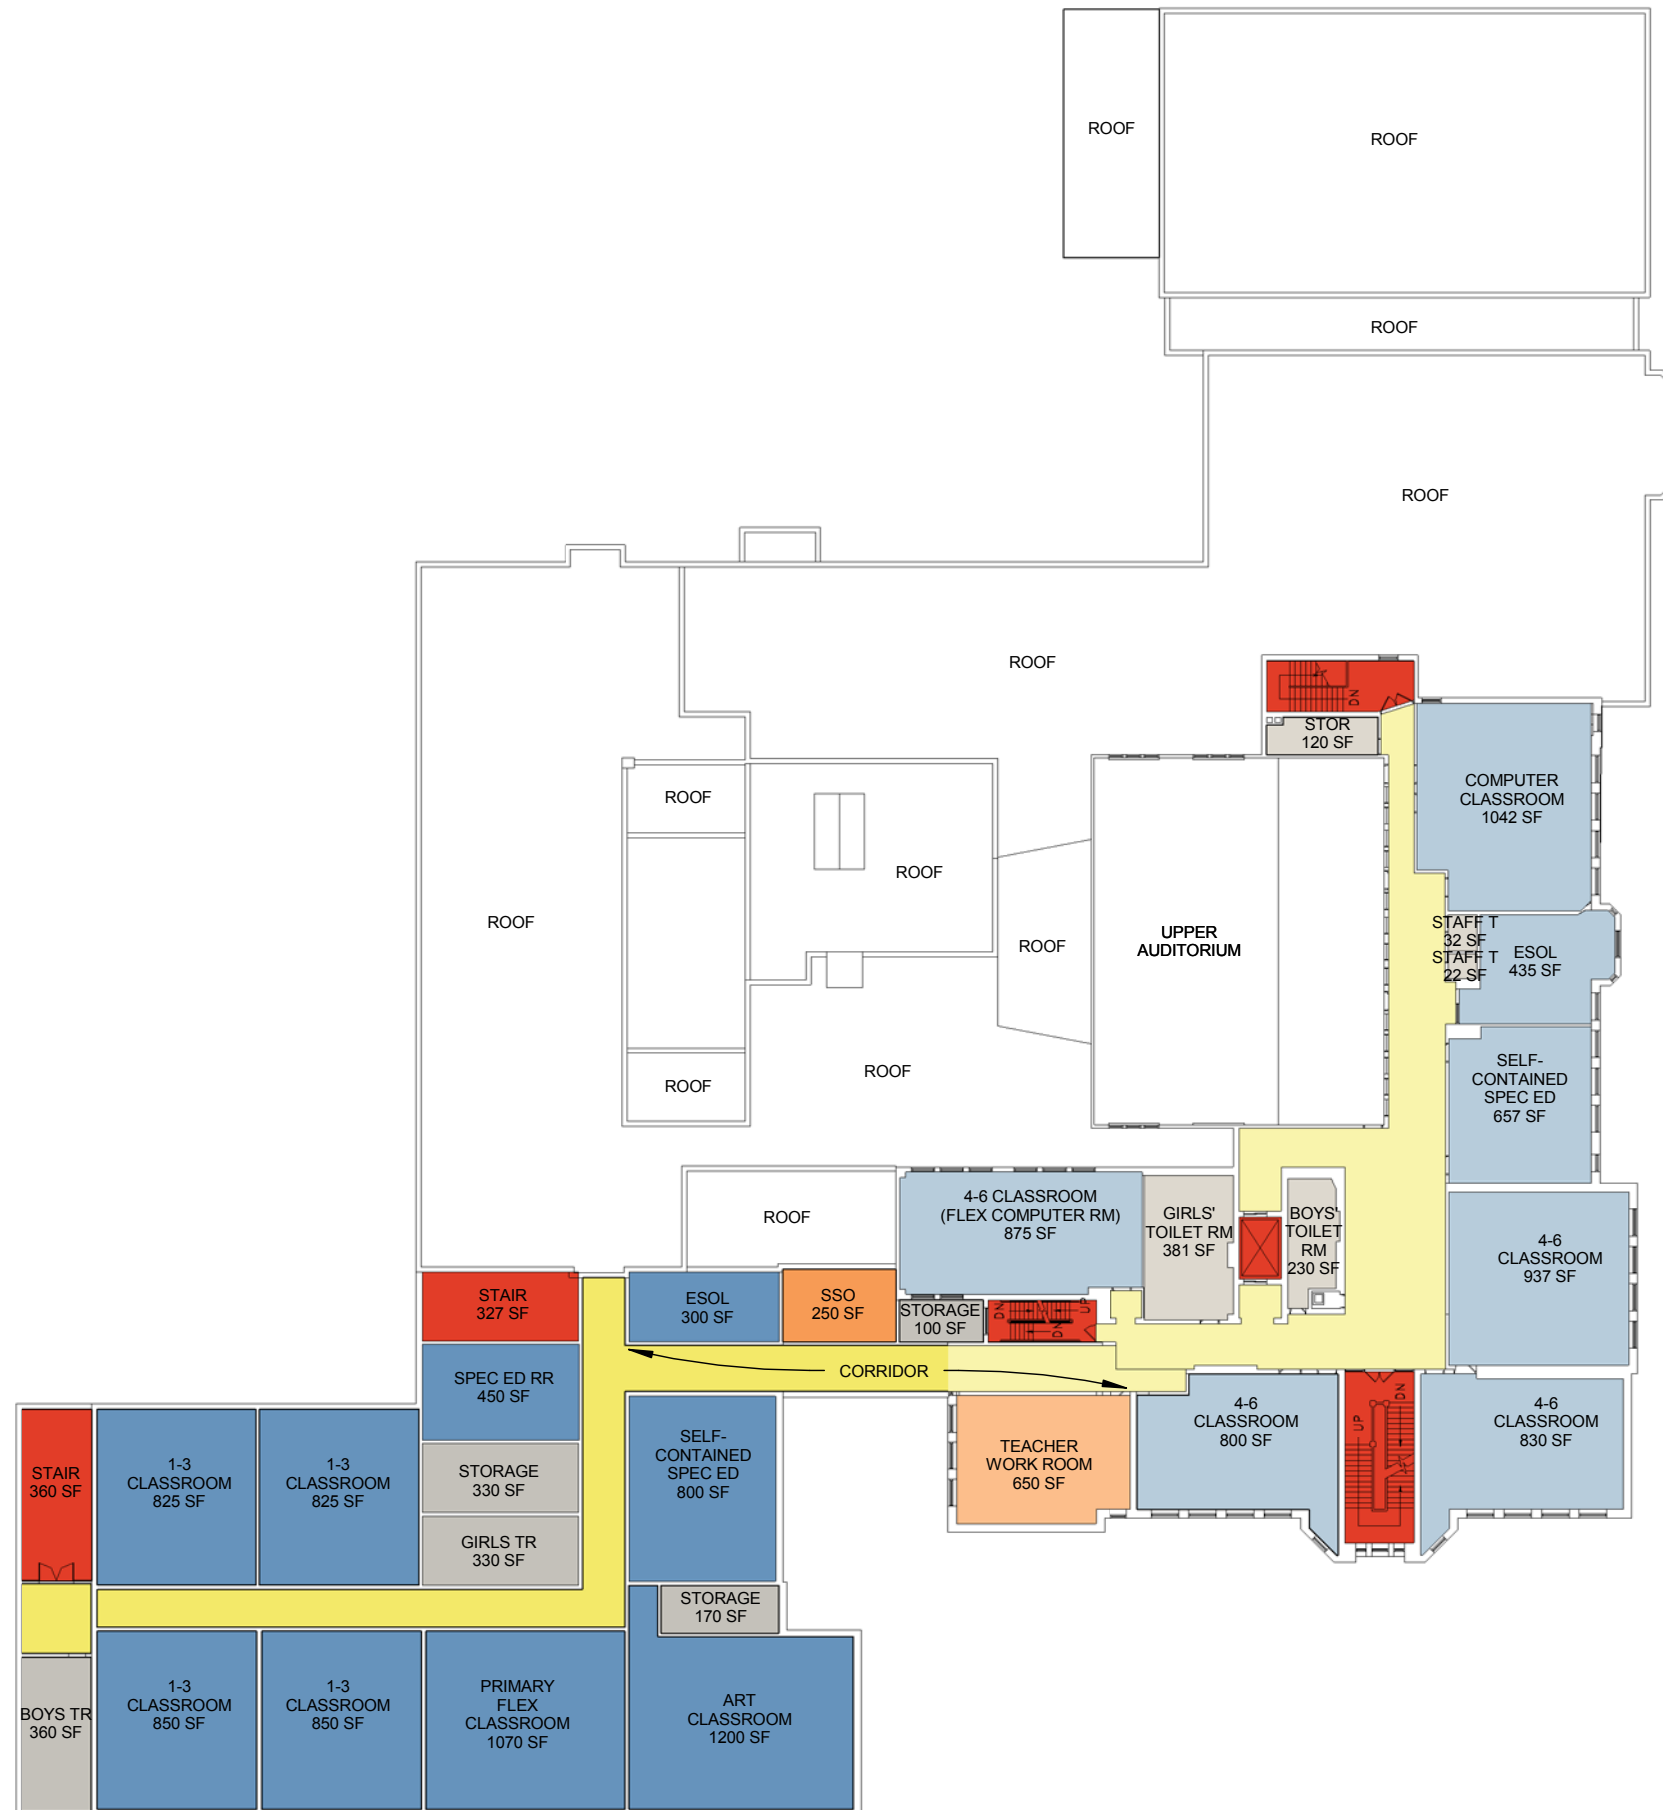 ROOF
ROOF
ROOF
ROOF
ROOF
DN
STOR
120 SF
COMPUTER
CLASSROOM
1042 SF
ROOF
ROOF
ROOF
ROOF
UPPER
AUDITORIUM
STAFF T
32 SF
STAFF T
22 SF
ESOL
435 SF
ROOF
ROOF
SELF-
CONTAINED
SPEC ED
657 SF
ROOF
4-6 CLASSROOM
(FLEX COMPUTER RM)
875 SF
GIRLS'
TOILET RM
381 SF
BOYS'
TOILET
RM
230 SF
4-6
CLASSROOM
937 SF
STAIR
327 SF
ESOL
300 SF
SSO
250 SF
STORAGE
100 SF
DN
DN
UP
CORRIDOR
SPEC ED RR
450 SF
STAIR
360 SF
1-3
CLASSROOM
825 SF
1-3
CLASSROOM
825 SF
STORAGE
330 SF
GIRLS TR
330 SF
SELF-
CONTAINED
SPEC ED
800 SF
TEACHER
WORK ROOM
650 SF
4-6
CLASSROOM
800 SF
UP
DN
4-6
CLASSROOM
830 SF
STORAGE
170 SF
BOYS TR
360 SF
1-3
CLASSROOM
850 SF
1-3
CLASSROOM
850 SF
PRIMARY
FLEX
CLASSROOM
1070 SF
ART
CLASSROOM
1200 SF